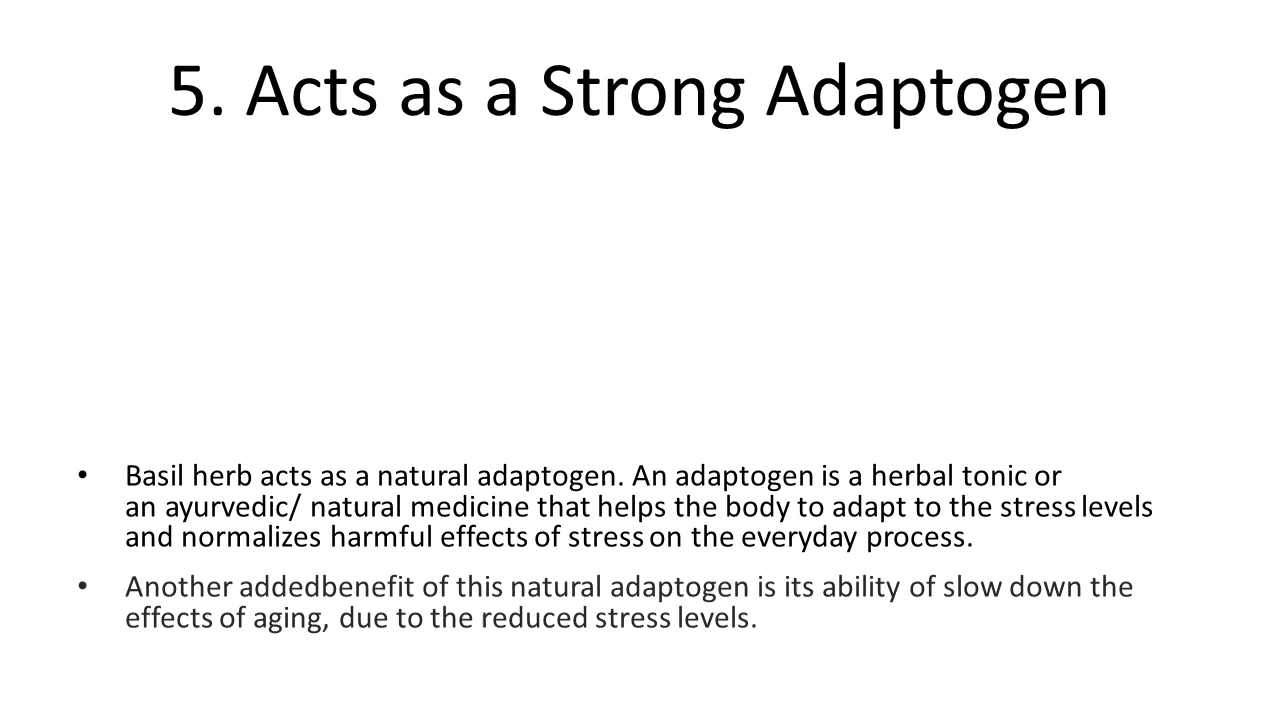 5. Acts as a Strong Adaptogen
• Basil herb acts as a natural adaptogen. An adaptogen is a herbal tonic or
an ayurvedic/ natural medicine that helps the body to adapt to the stress levels
and normalizes harmful effects of stress on the everyday process.
• Another addedbenefit of this natural adaptogen is its ability of slow down the
effects of aging, due to the reduced stress levels.